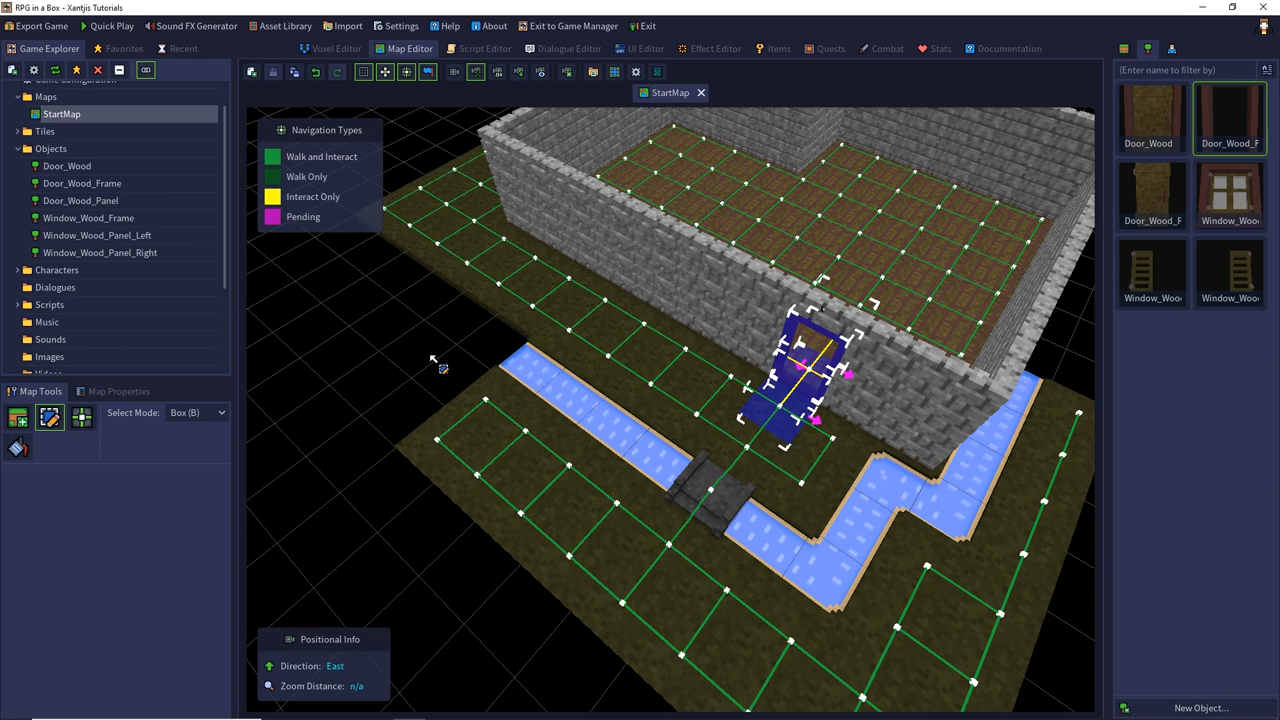 RPG in a Box - Xantjis Tutorials
Export Game Quick Play Sound FX Generator Asset Library Import Settings Help About Exit to Game Manager Exit
Game Explorer Favorites Recent Voxel Editor Map Editor Script Editor Dialogue Editor UI Editor Effect Editor Items Quests Combat Stats Documentation
(Enter name to filter by)
StartMap
Maps
StartMap
Tiles
Objects
Door_Wood
Door_Wood_Frame
Door_Wood_Panel
Window_Wood_Frame
Window_Wood_Panel_Left
Window_Wood_Panel_Right
Characters
Dialogues
Scripts
Music
Sounds
Images
Map Tools Map Properties
Select Mode: Box (B)
Navigation Types
Walk and Interact
Walk Only
Interact Only
Pending
Positional Info
Direction: East
Zoom Distance: n/a
Door_Wood Door_Wood_F
Door_Wood_F Window_Woo
Window_Woo Window_Woo
New Object...